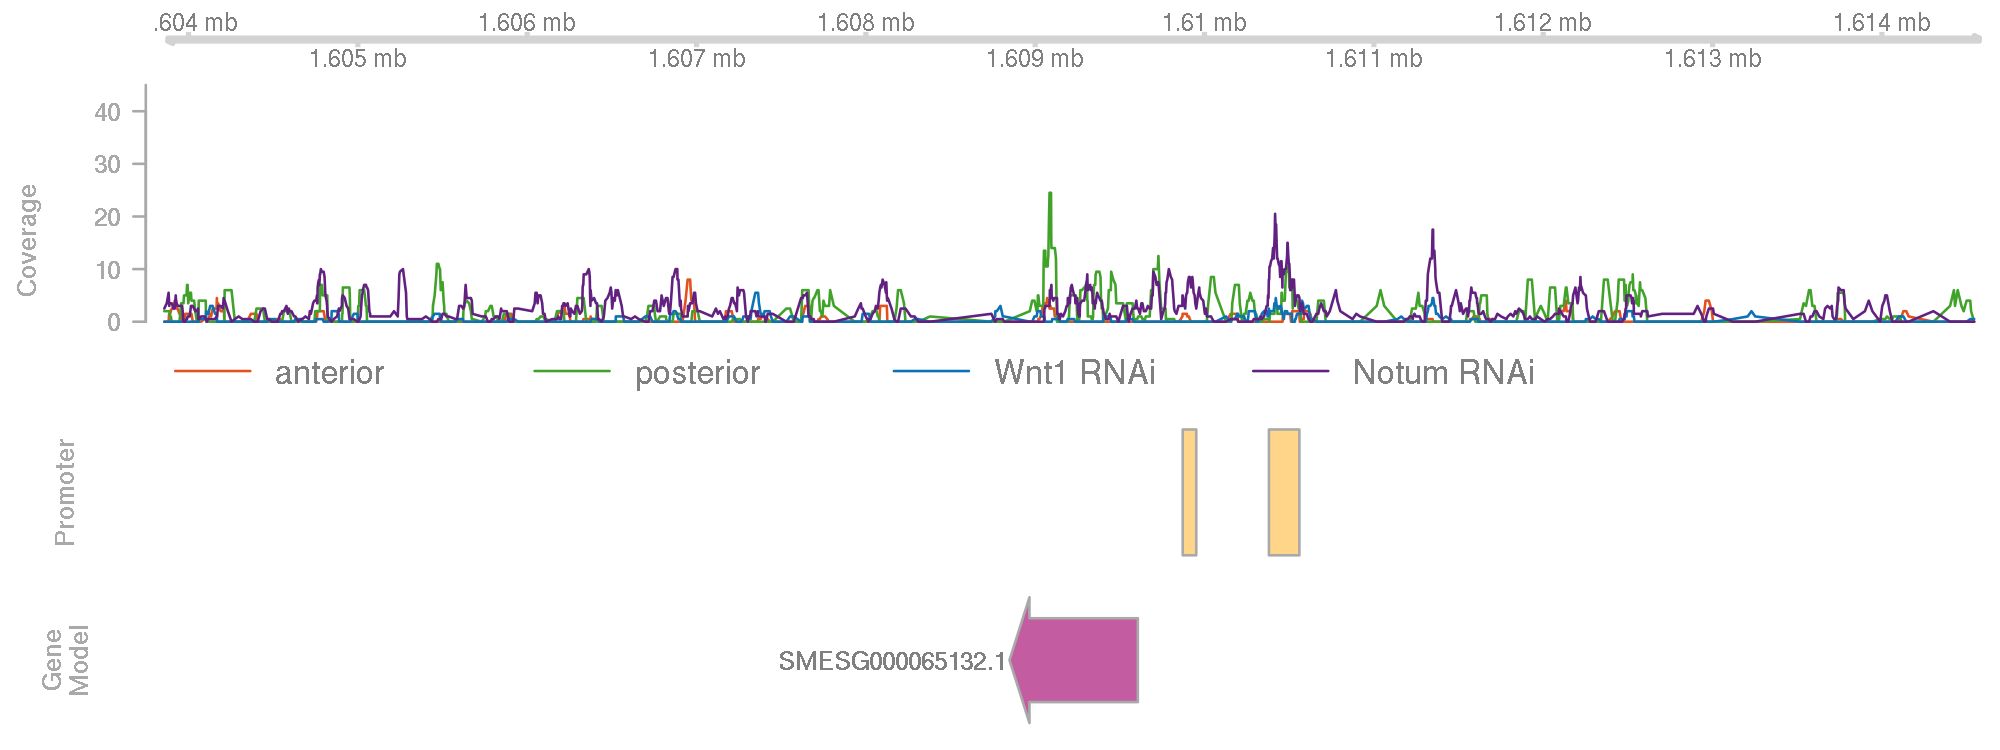 .604 mb 1.606 mb 1.608 mb 1.61 mb 1.612 mb 1.614 mb
1.605 mb 1.607 mb 1.609 mb 1.611 mb 1.613 mb
Coverage
40
30
20
10
0
anterior posterior Wnt1 RNAi Notum RNAi
Promoter
Gene
Model
SMESG000065132.1